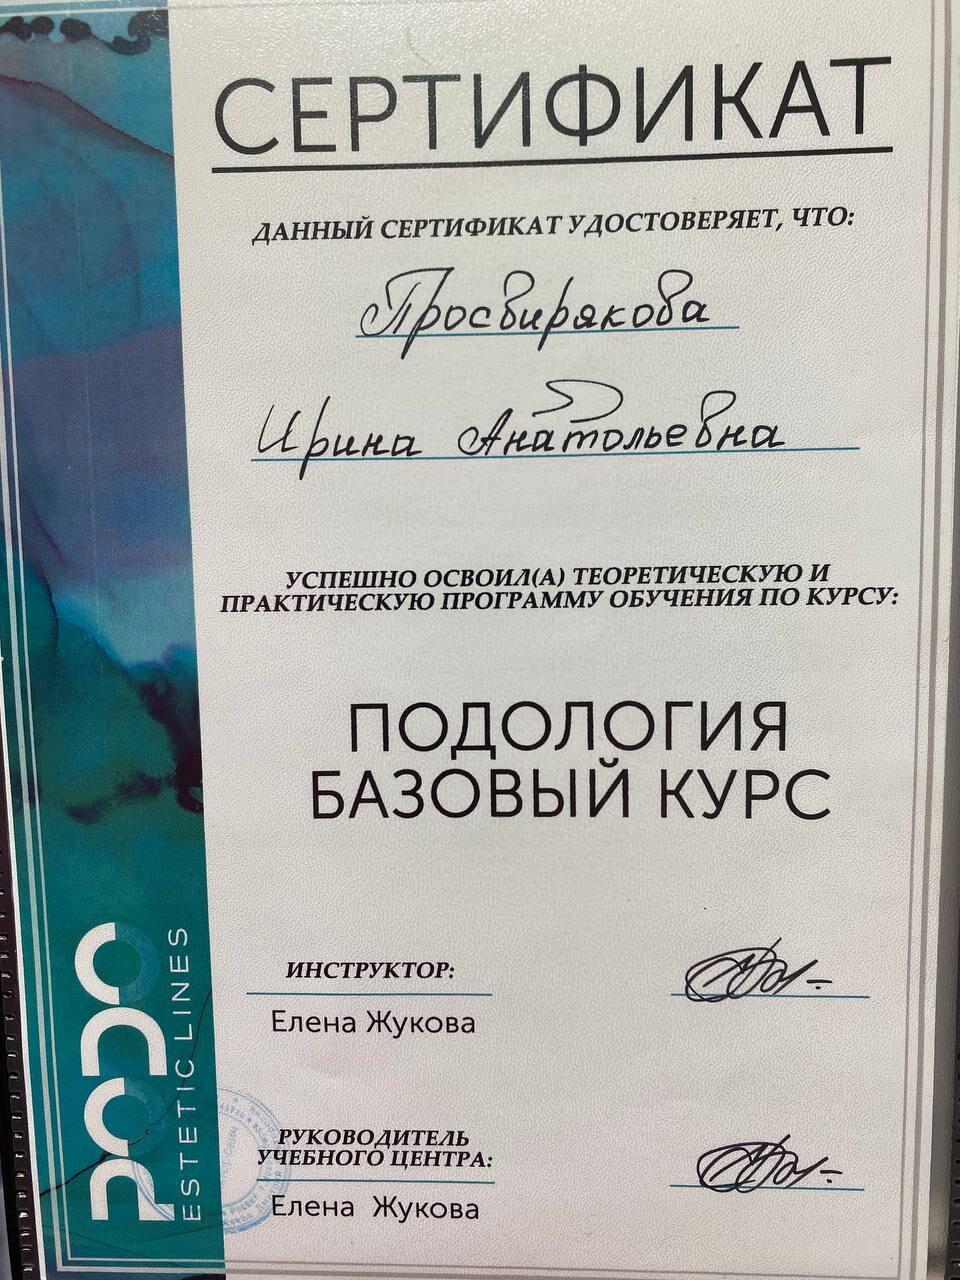 СЕРТИФИКАТ
ДАННЫЙ СЕРТИФИКАТ УДОСТОВЕРЯЕТ, ЧТО:
Просвирякова
Ирина Анатольевна
УСПЕШНО ОСВОИЛ(А) ТЕОРЕТИЧЕСКУЮ И
ПРАКТИЧЕСКУЮ ПРОГРАММУ ОБУЧЕНИЯ ПО КУРСУ:
ПОДОЛОГИЯ
БАЗОВЫЙ КУРС
ИНСТРУКТОР:
Елена Жукова
РУКОВОДИТЕЛЬ
УЧЕБНОГО ЦЕНТРА:
Елена Жукова
PODO
ESTETIC LINES